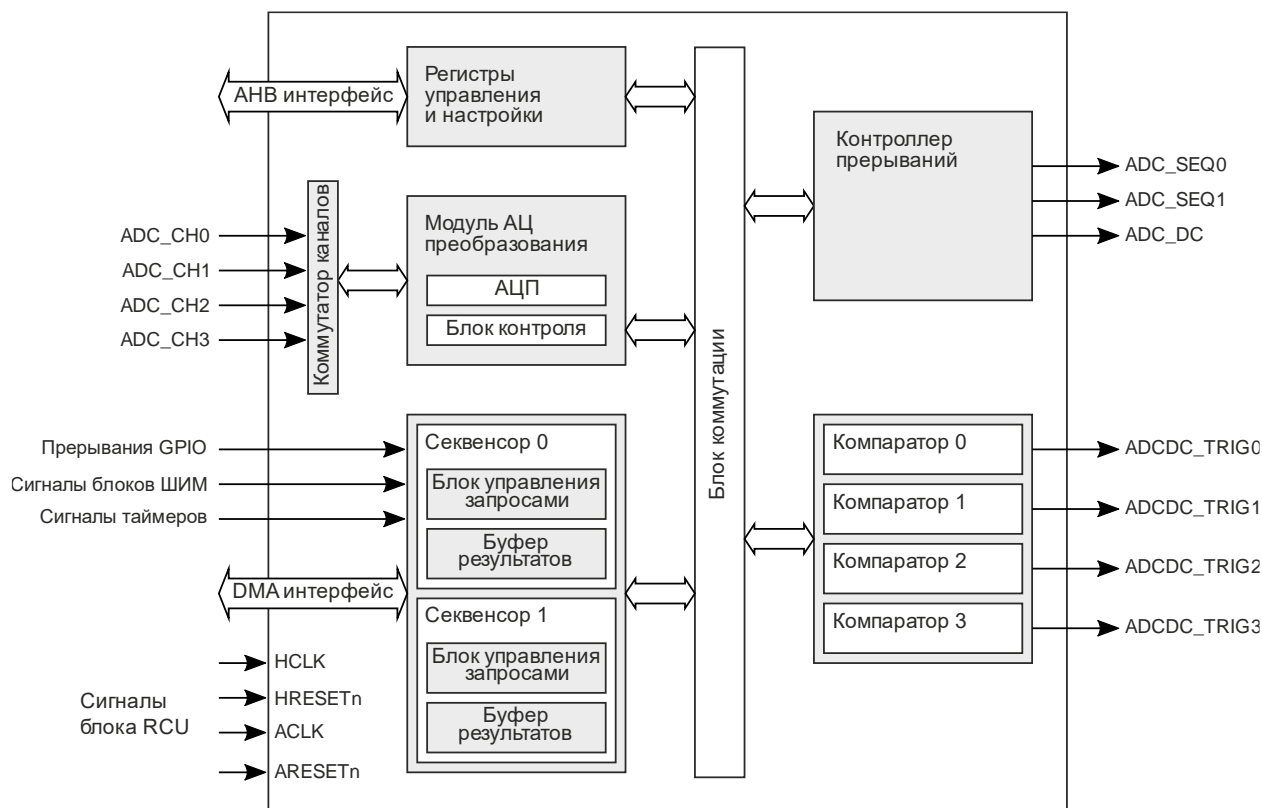 AHB интерфейс
Регистры
управления
и настройки
Контроллер
прерываний
ADC_SEQ0
ADC_SEQ1
ADC_DC
ADC_CH0
ADC_CH1
ADC_CH2
ADC_CH3
Коммутатор каналов
Модуль АЦ
преобразования
АЦП
Блок контроля
Блок коммутации
Прерывания GPIO
Сигналы блоков ШИМ
Сигналы таймеров
DMA интерфейс
Секвенсор 0
Блок управления
запросами
Буфер
результатов
Секвенсор 1
Блок управления
запросами
Буфер
результатов
Компаратор 0
Компаратор 1
Компаратор 2
Компаратор 3
ADCDC_TRIG0
ADCDC_TRIG1
ADCDC_TRIG2
ADCDC_TRIG3
Сигналы
блока RCU
HCLK
HRESETn
ACLK
ARESETn